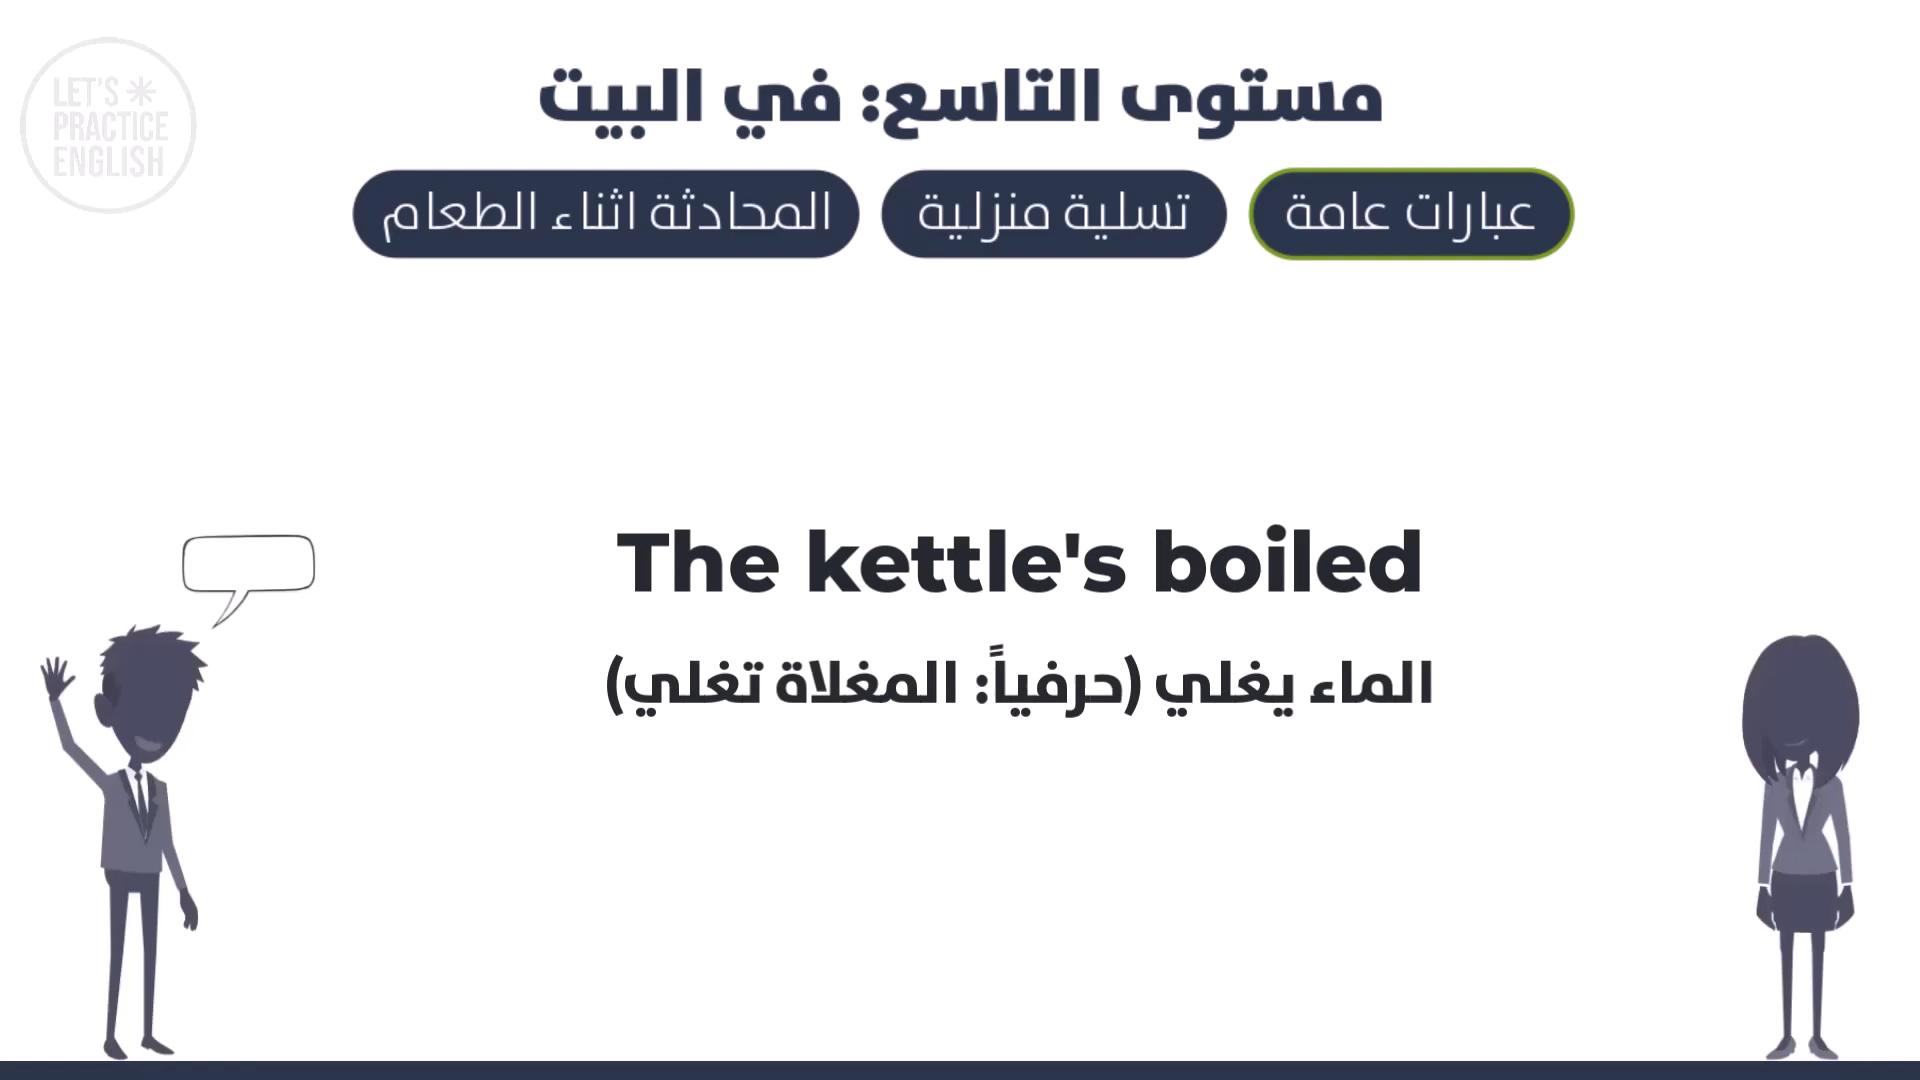 LET'S
PRACTICE
ENGLISH
مستوى التاسع: في البيت
عبارات عامة
تسلية منزلية
المحادثة اثناء الطعام
The kettle's boiled
الماء يغلي (حرفياً: المغلاة تغلي)